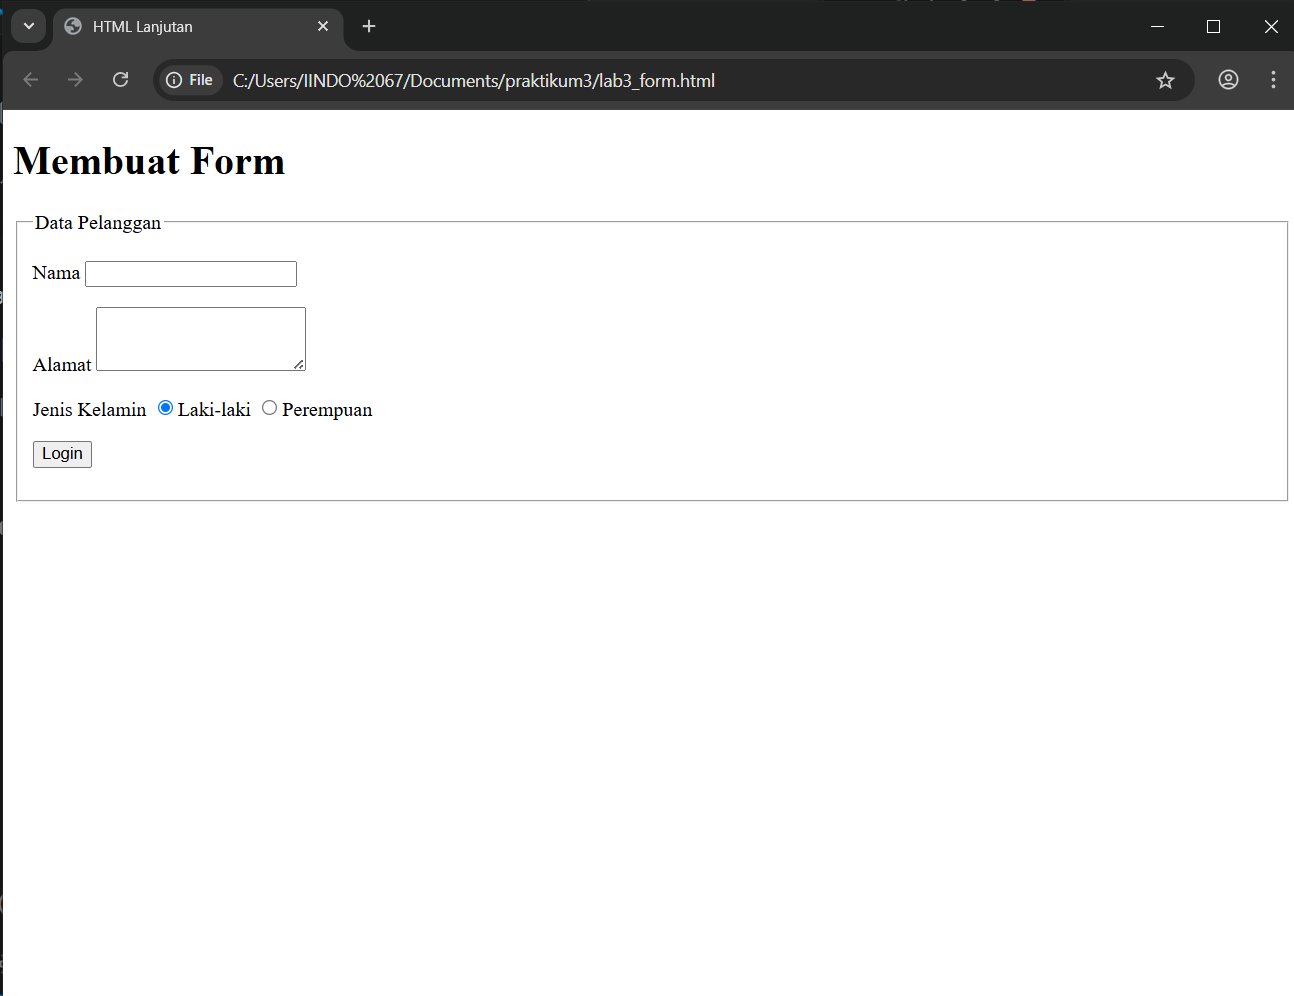 HTML Lanjutan
File C:/Users/IINDO%2067/Documents/praktikum3/lab3_form.html
Membuat Form
Data Pelanggan
Nama
Alamat
Jenis Kelamin Laki-laki Perempuan
Login